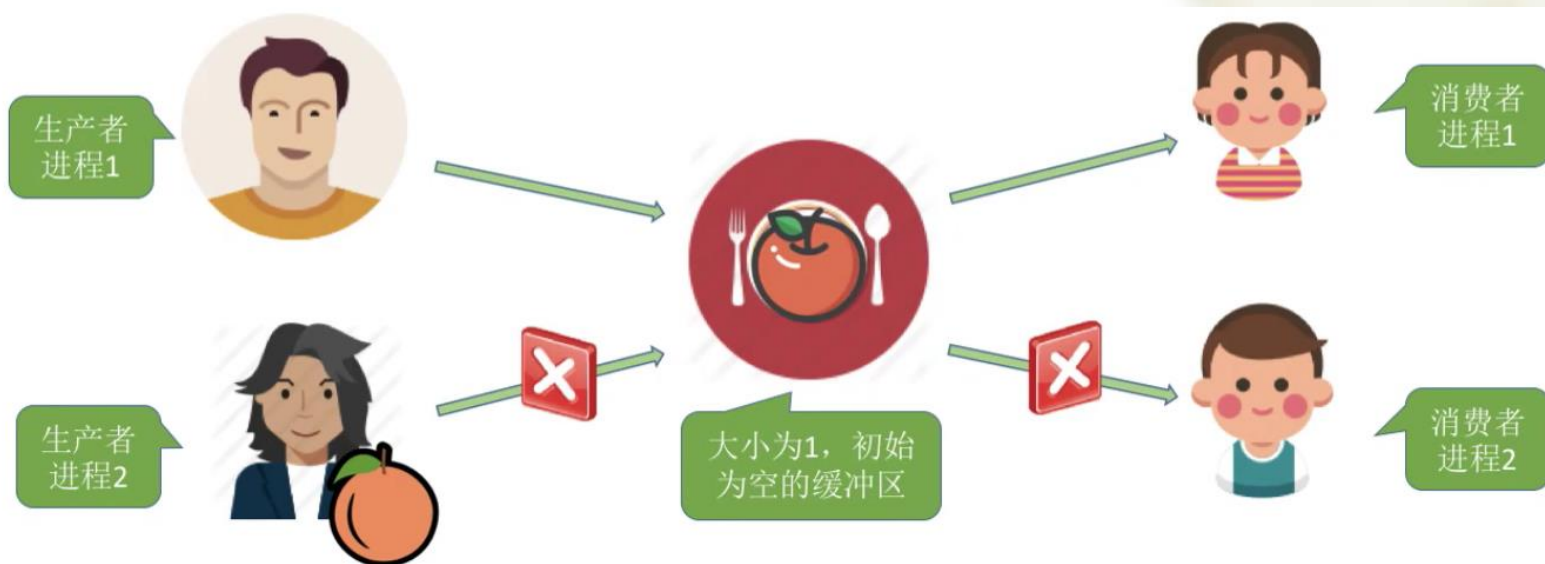 生产者
进程1
消费者
进程1
生产者
进程2
大小为1，初始
为空的缓冲区
消费者
进程2